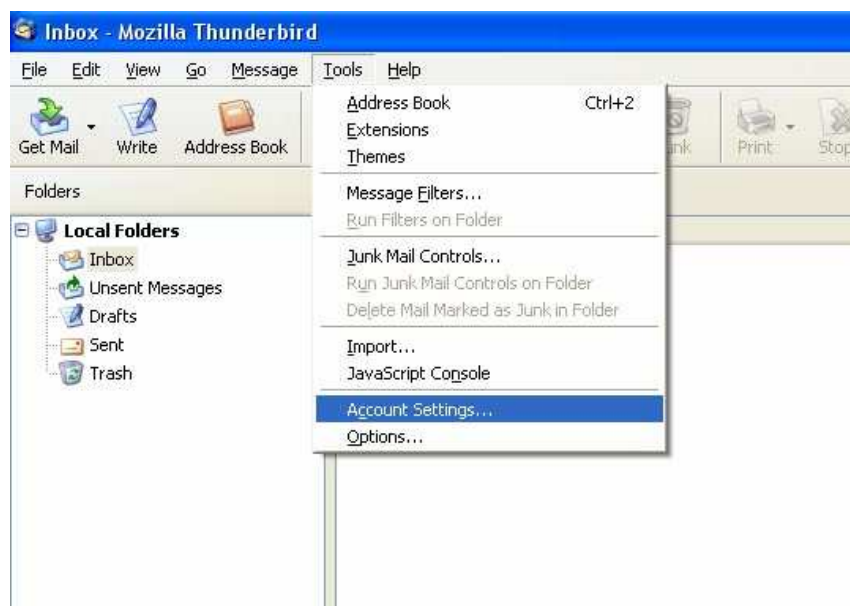 Inbox - Mozilla Thunderbird
File Edit View Go Message Tools Help
Get Mail Write Address Book Print Stop
Address Book Ctrl+2
Extensions
Themes
Message Filters...
Run Filters on Folder
Junk Mail Controls...
Run Junk Mail Controls on Folder
Delete Mail Marked as Junk in Folder
Import...
JavaScript Console
Account Settings...
Options...
Folders
Local Folders
Inbox
Unsent Messages
Drafts
Sent
Trash